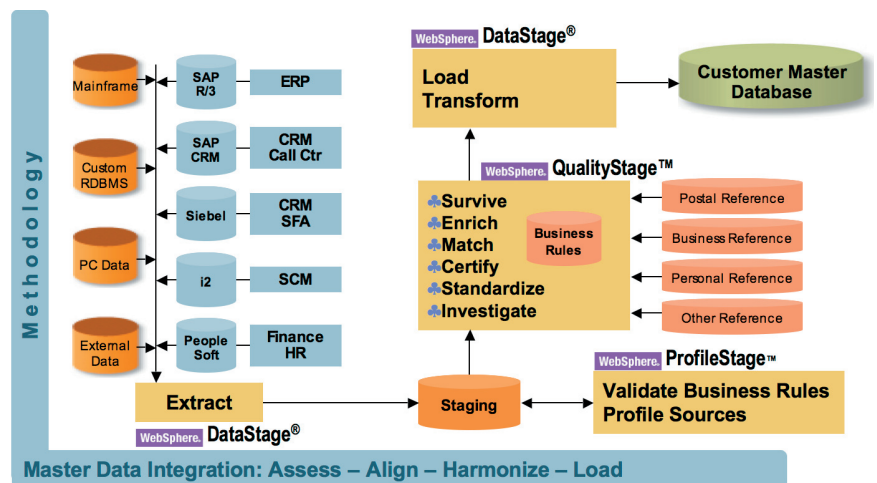 Methodology
Mainframe
SAP
R/3
ERP
Custom
RDBMS
SAP
CRM
CRM
Call Ctr
Siebel
CRM
SFA
PC Data
i2
SCM
External
Data
People
Soft
Finance
HR
Extract
WebSphere. DataStage®
Staging
WebSphere. ProfileStage™
Validate Business Rules
Profile Sources
WebSphere. QualityStage™
Survive
Enrich
Match
Certify
Standardize
Investigate
Business
Rules
Postal Reference
Business Reference
Personal Reference
Other Reference
WebSphere. DataStage®
Load
Transform
Customer Master
Database
Master Data Integration: Assess – Align – Harmonize – Load